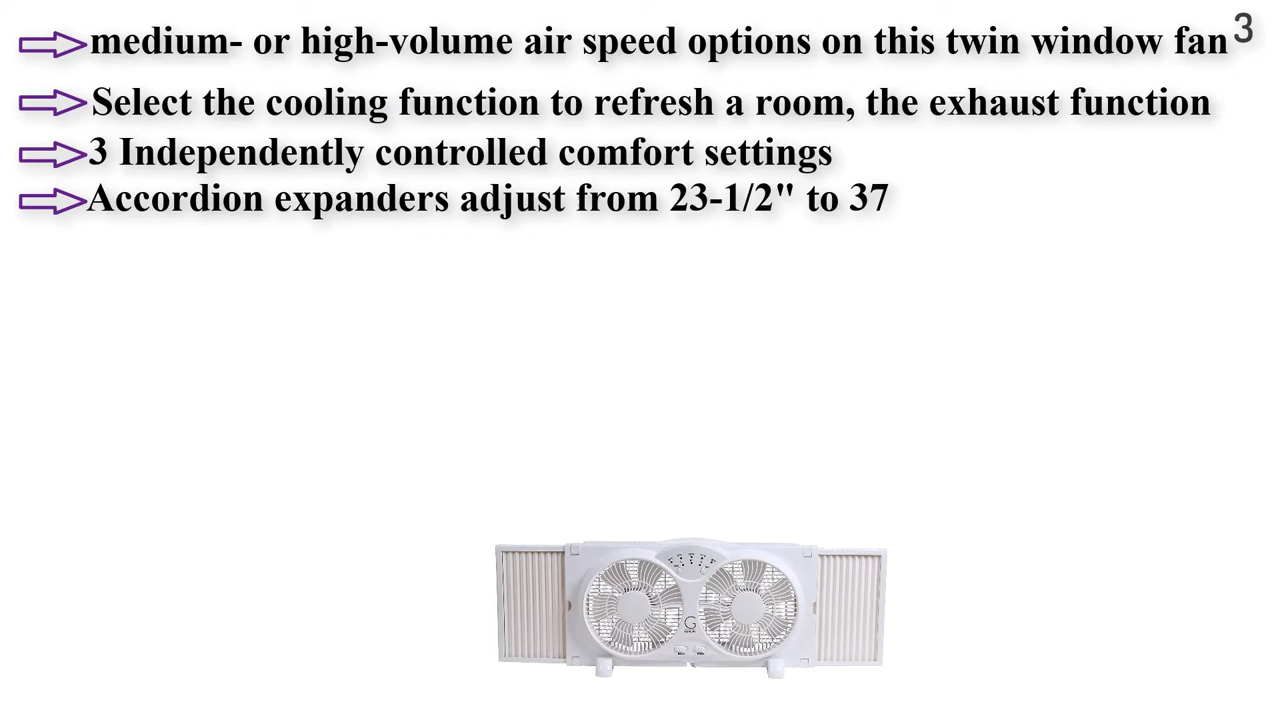 medium- or high-volume air speed options on this twin window fan
3
Select the cooling function to refresh a room, the exhaust function
3 Independently controlled comfort settings
Accordion expanders adjust from 23-1/2" to 37
G